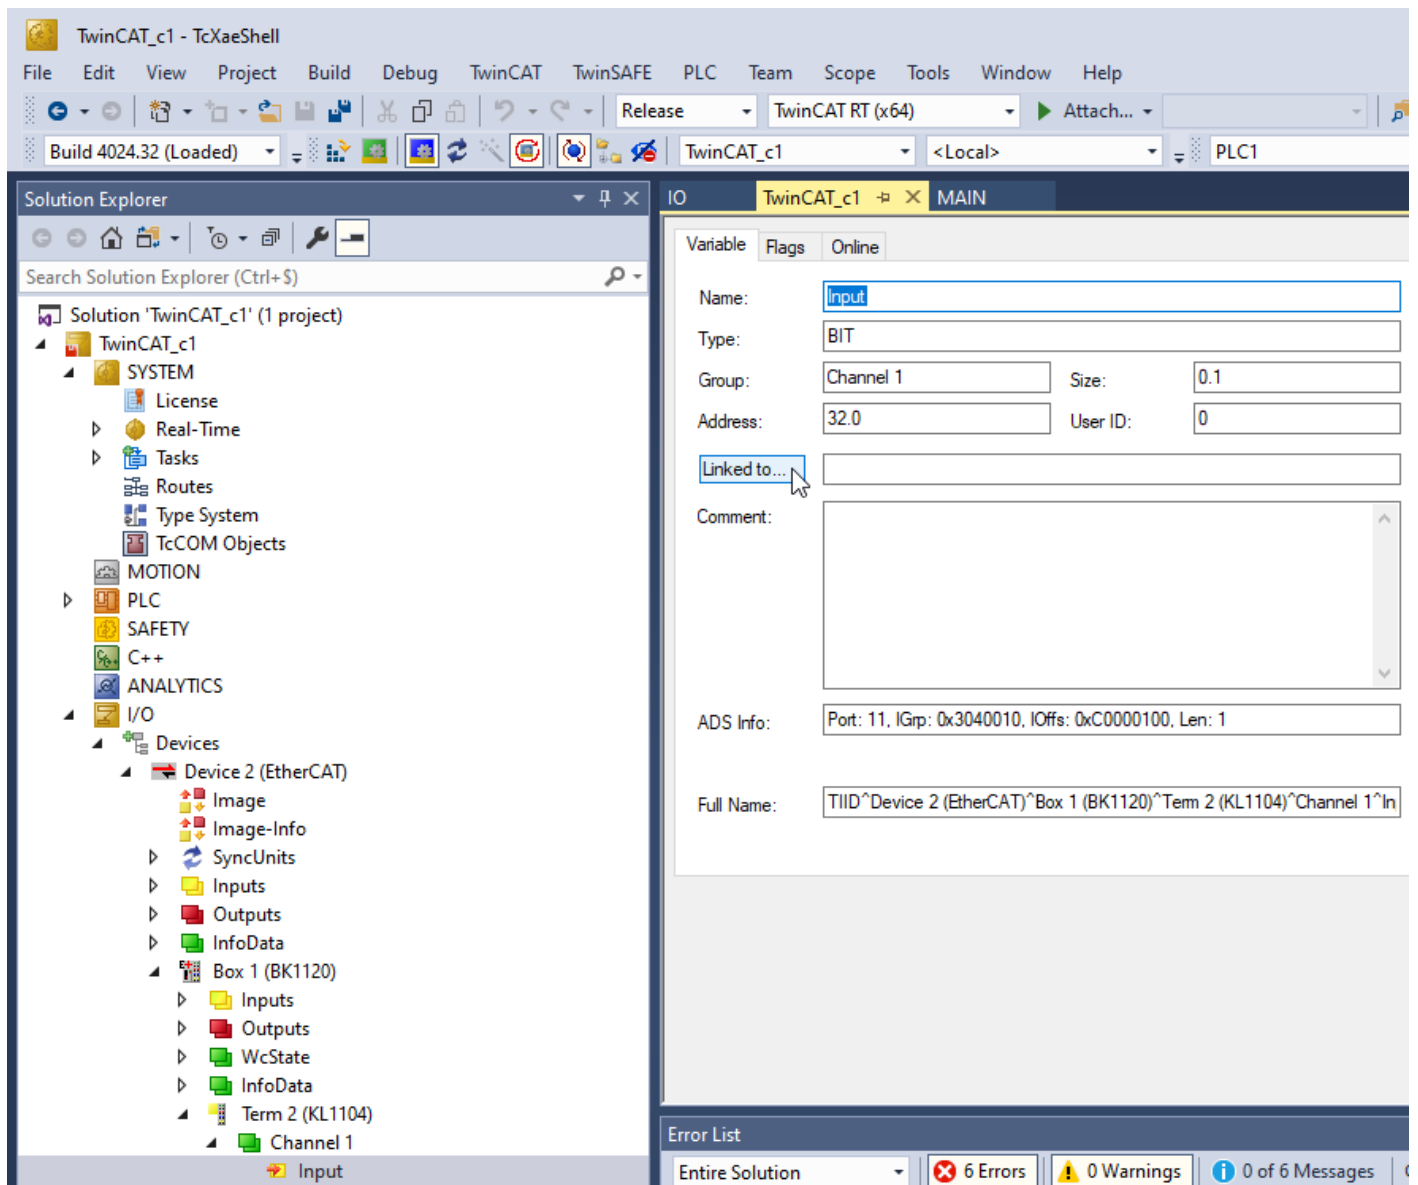 TwinCAT_c1 - TcXaeShell
File Edit View Project Build Debug TwinCAT TwinSAFE PLC Team Scope Tools Window Help
Release TwinCAT RT (x64) Attach...
Build 4024.32 (Loaded) TwinCAT_c1 <Local> PLC1
Solution Explorer
Search Solution Explorer (Ctrl+$)
Solution 'TwinCAT_c1' (1 project)
TwinCAT_c1
SYSTEM
License
Real-Time
Tasks
Routes
Type System
TcCOM Objects
MOTION
PLC
SAFETY
C++
ANALYTICS
I/O
Devices
Device 2 (EtherCAT)
Image
Image-Info
SyncUnits
Inputs
Outputs
InfoData
Box 1 (BK1120)
Inputs
Outputs
WcState
InfoData
Term 2 (KL1104)
Channel 1
Input
IO TwinCAT_c1 MAIN
Variable Flags Online
Name: Input
Type: BIT
Group: Channel 1 Size: 0.1
Address: 32.0 User ID: 0
Linked to...
Comment:
ADS Info: Port: 11, IGrp: 0x3040010, IOffs: 0xC0000100, Len: 1
Full Name: TIID^Device 2 (EtherCAT)^Box 1 (BK1120)^Term 2 (KL1104)^Channel 1^In
Error List
Entire Solution 6 Errors 0 Warnings 0 of 6 Messages